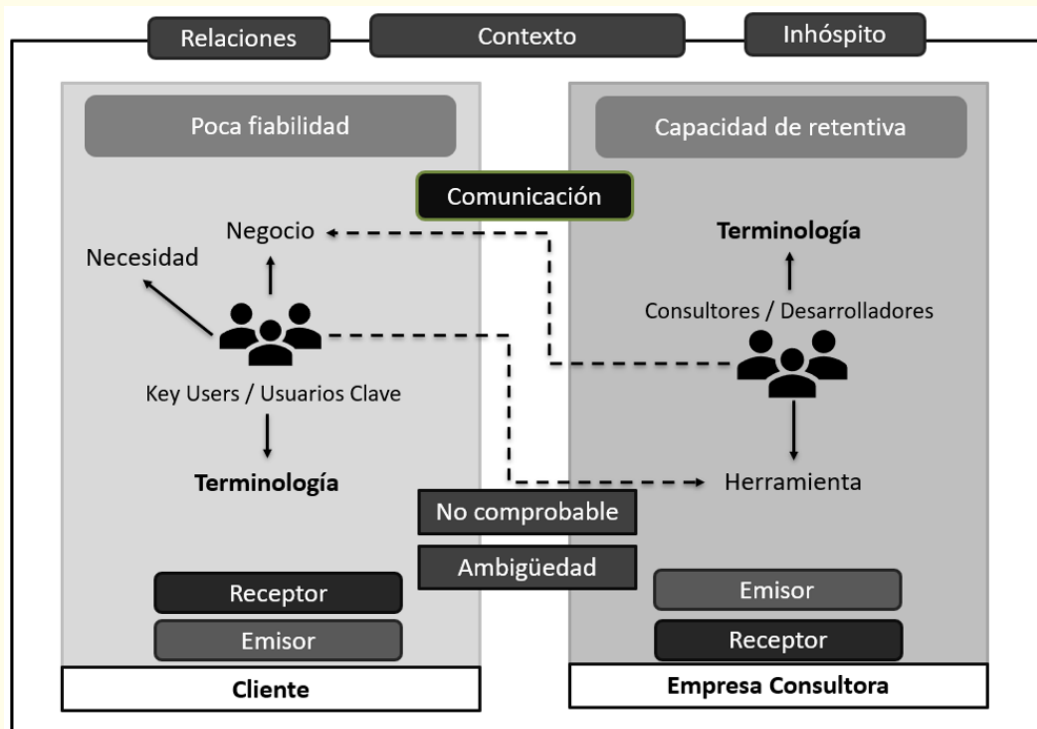 Relaciones
Contexto
Inhóspito
Poca fiabilidad
Capacidad de retentiva
Comunicación
Negocio
Terminología
Necesidad
Consultores / Desarrolladores
Key Users / Usuarios Clave
Terminología
Herramienta
No comprobable
Ambigüedad
Receptor
Emisor
Emisor
Receptor
Cliente
Empresa Consultora